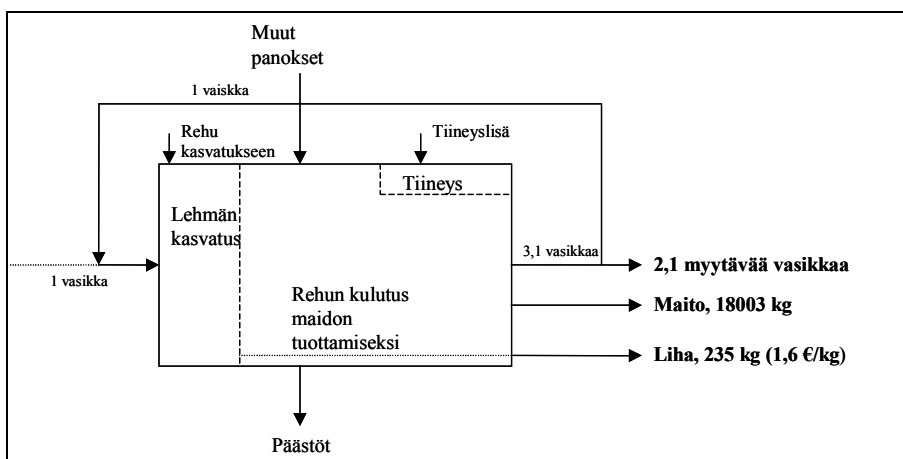 Muut
panokset
1 vaiskka
Rehu
kasvatukseen
Tiineyslisä
Tiineys
Lehmän
kasvatus
3,1 vasikkaa
1 vasikka
2,1 myytävää vasikkaa
Rehun kulutus
maidon
tuottamiseksi
Maito, 18003 kg
Liha, 235 kg (1,6 €/kg)
Päästöt